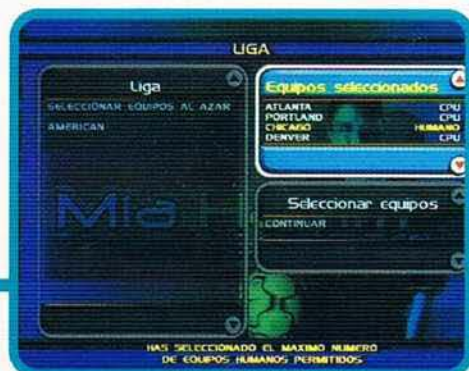 LIGA
Liga
SELECCIONAR EQUIPOS AL AZAR
AMERICAN
Equipos seleccionados
ATLANTA CPU
PORTLAND CPU
CHICAGO HUMANO
DENVER CPU
Seleccionar equipos
CONTINUAR
Mia H
HAS SELECCIONADO EL MAXIMO NUMERO
DE EQUIPOS HUMANOS PERMITIDOS